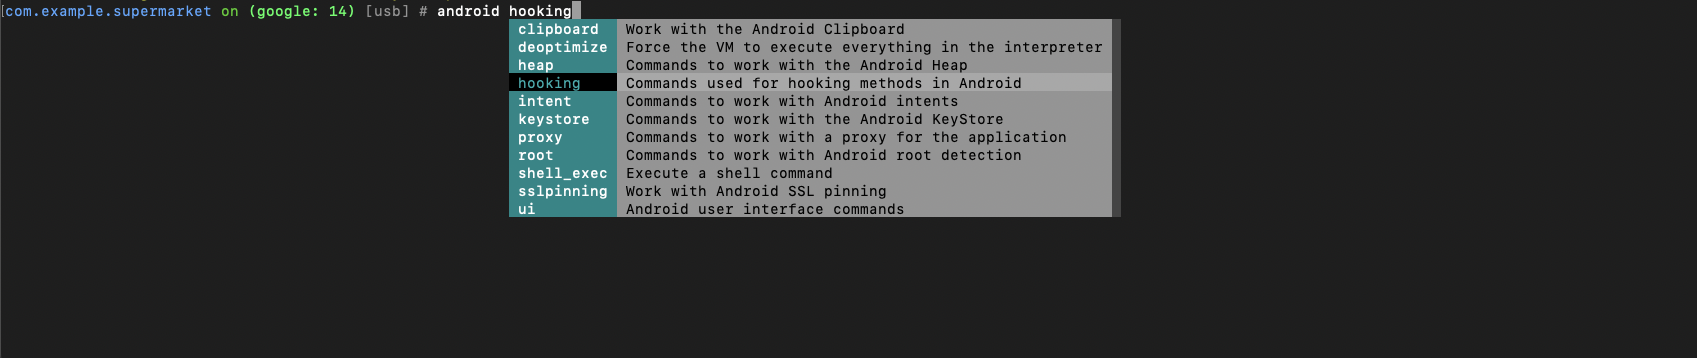 [com.example.supermarket on (google: 14) [usb] # android hooking
clipboard Work with the Android Clipboard
deoptimize Force the VM to execute everything in the interpreter
heap Commands to work with the Android Heap
hooking Commands used for hooking methods in Android
intent Commands to work with Android intents
keystore Commands to work with the Android KeyStore
proxy Commands to work with a proxy for the application
root Commands to work with Android root detection
shell_exec Execute a shell command
sslpinning Work with Android SSL pinning
ui Android user interface commands